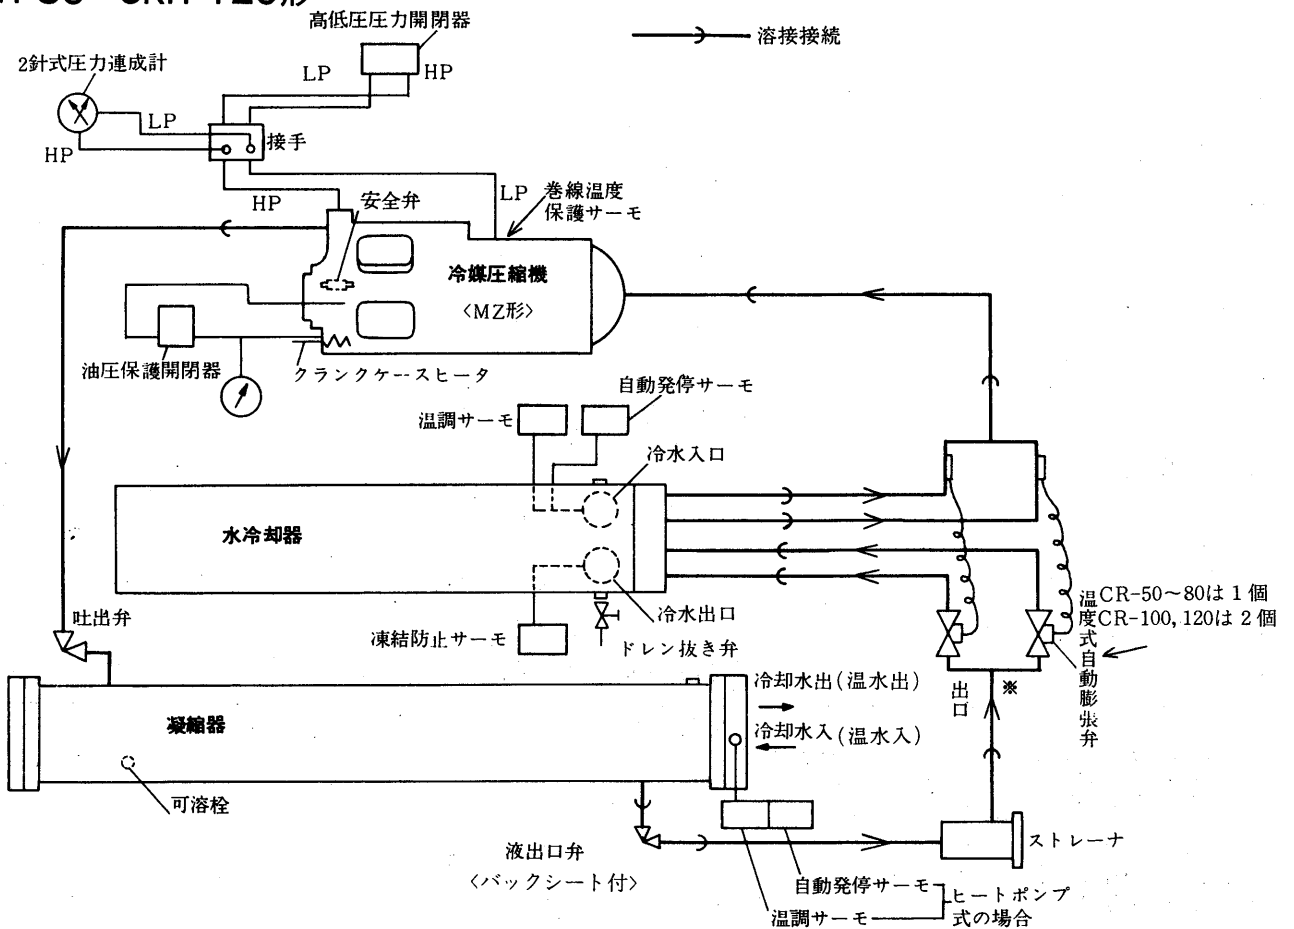 高低圧圧力開閉器
溶接接続
2針式圧力連成計
LP
HP
LP
HP
接手
HP
安全弁
LP
巻線温度
保護サーモ
冷媒圧縮機
〈MZ形〉
油圧保護開閉器
クランクケースヒータ
自動発停サーモ
温調サーモ
冷水入口
水冷却器
冷水出口
凍結防止サーモ
ドレン抜き弁
温度式自動膨張弁
CR-50〜80は1個
CR-100,120は2個
吐出弁
出口
※
冷却水出(温水出)
冷却水入(温水入)
凝縮器
可溶栓
ストレーナ
液出口弁
〈バックシート付〉
自動発停サーモ
温調サーモ
ヒートポンプ
式の場合